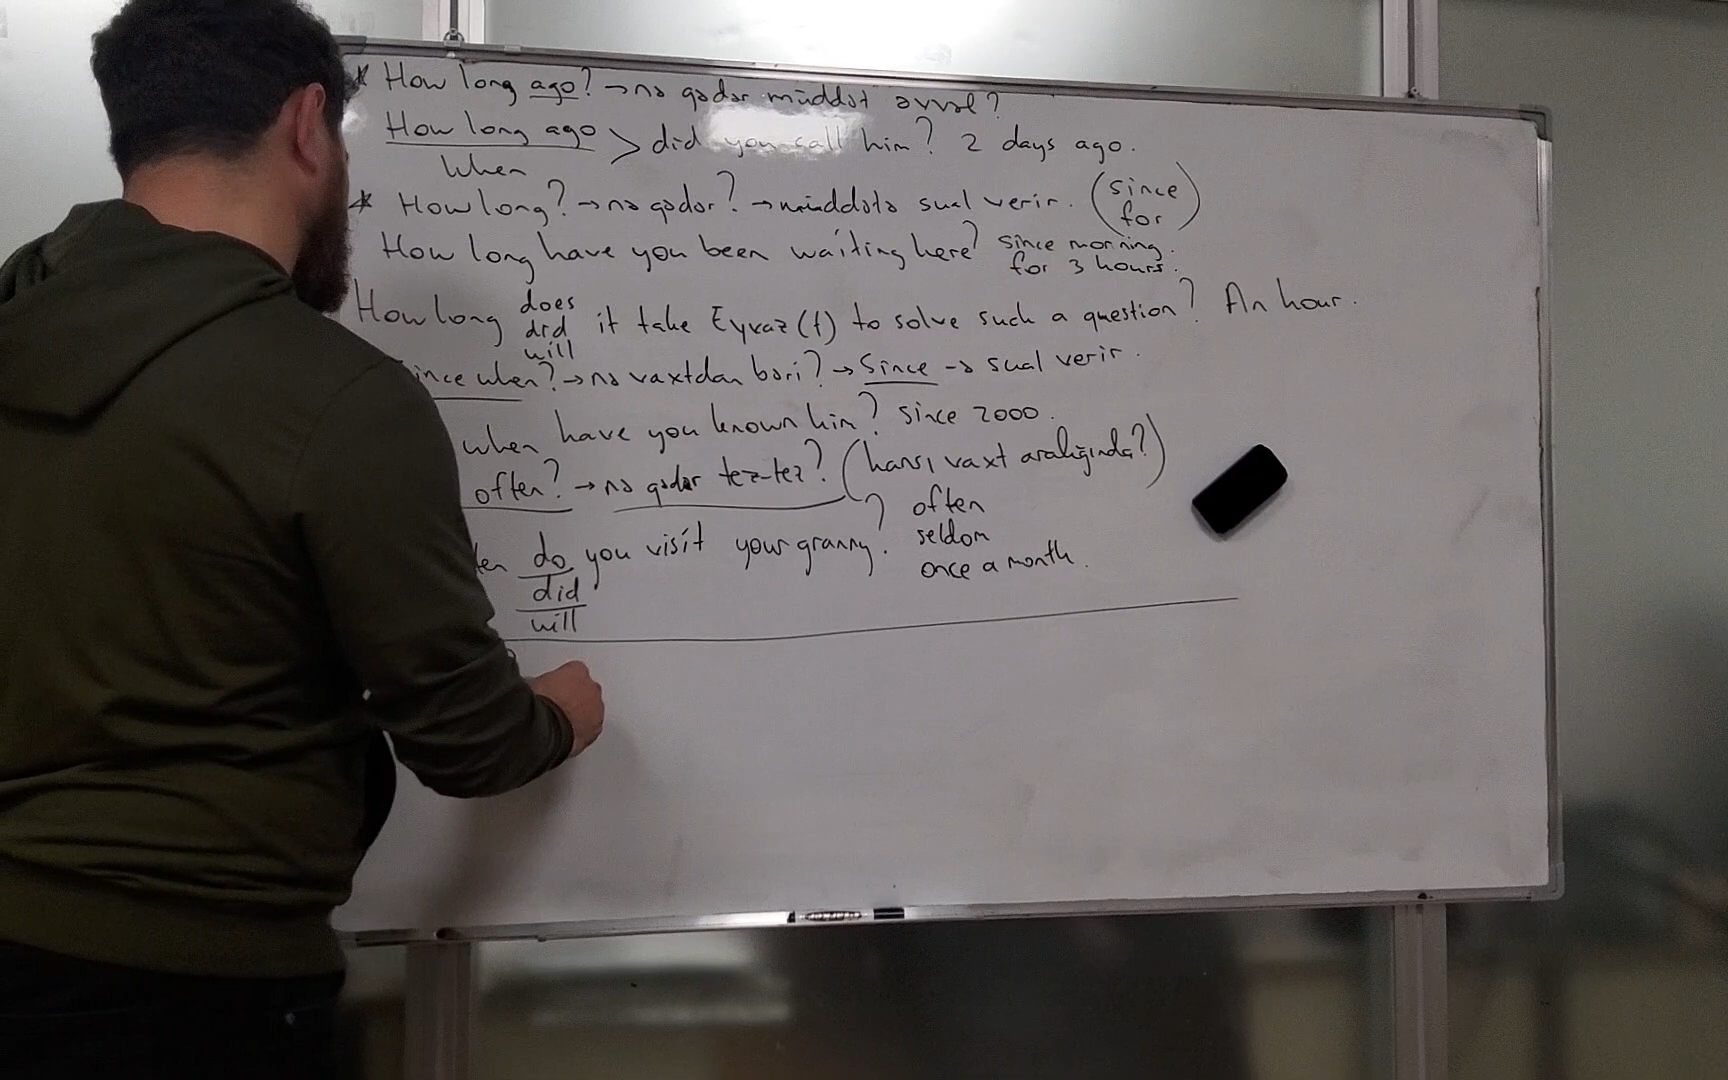 * How long ago? → nə qədər müddət əvvəl?
How long ago > did you call him? 2 days ago.
When
* How long? → nə qədər? → müddətə sual verir. (since
for)
How long have you been waiting here? since morning.
for 3 hours.
How long does it take Eyvaz (f) to solve such a question? An hour.
did
will
ince when? → nə vaxtdan bəri? → Since → sual verir.
when have you known him? since 2000.
often? → nə qədər tez-tez? (hansı vaxt aralığında?)
en do you visit your granny? often
did seldom
will once a month.